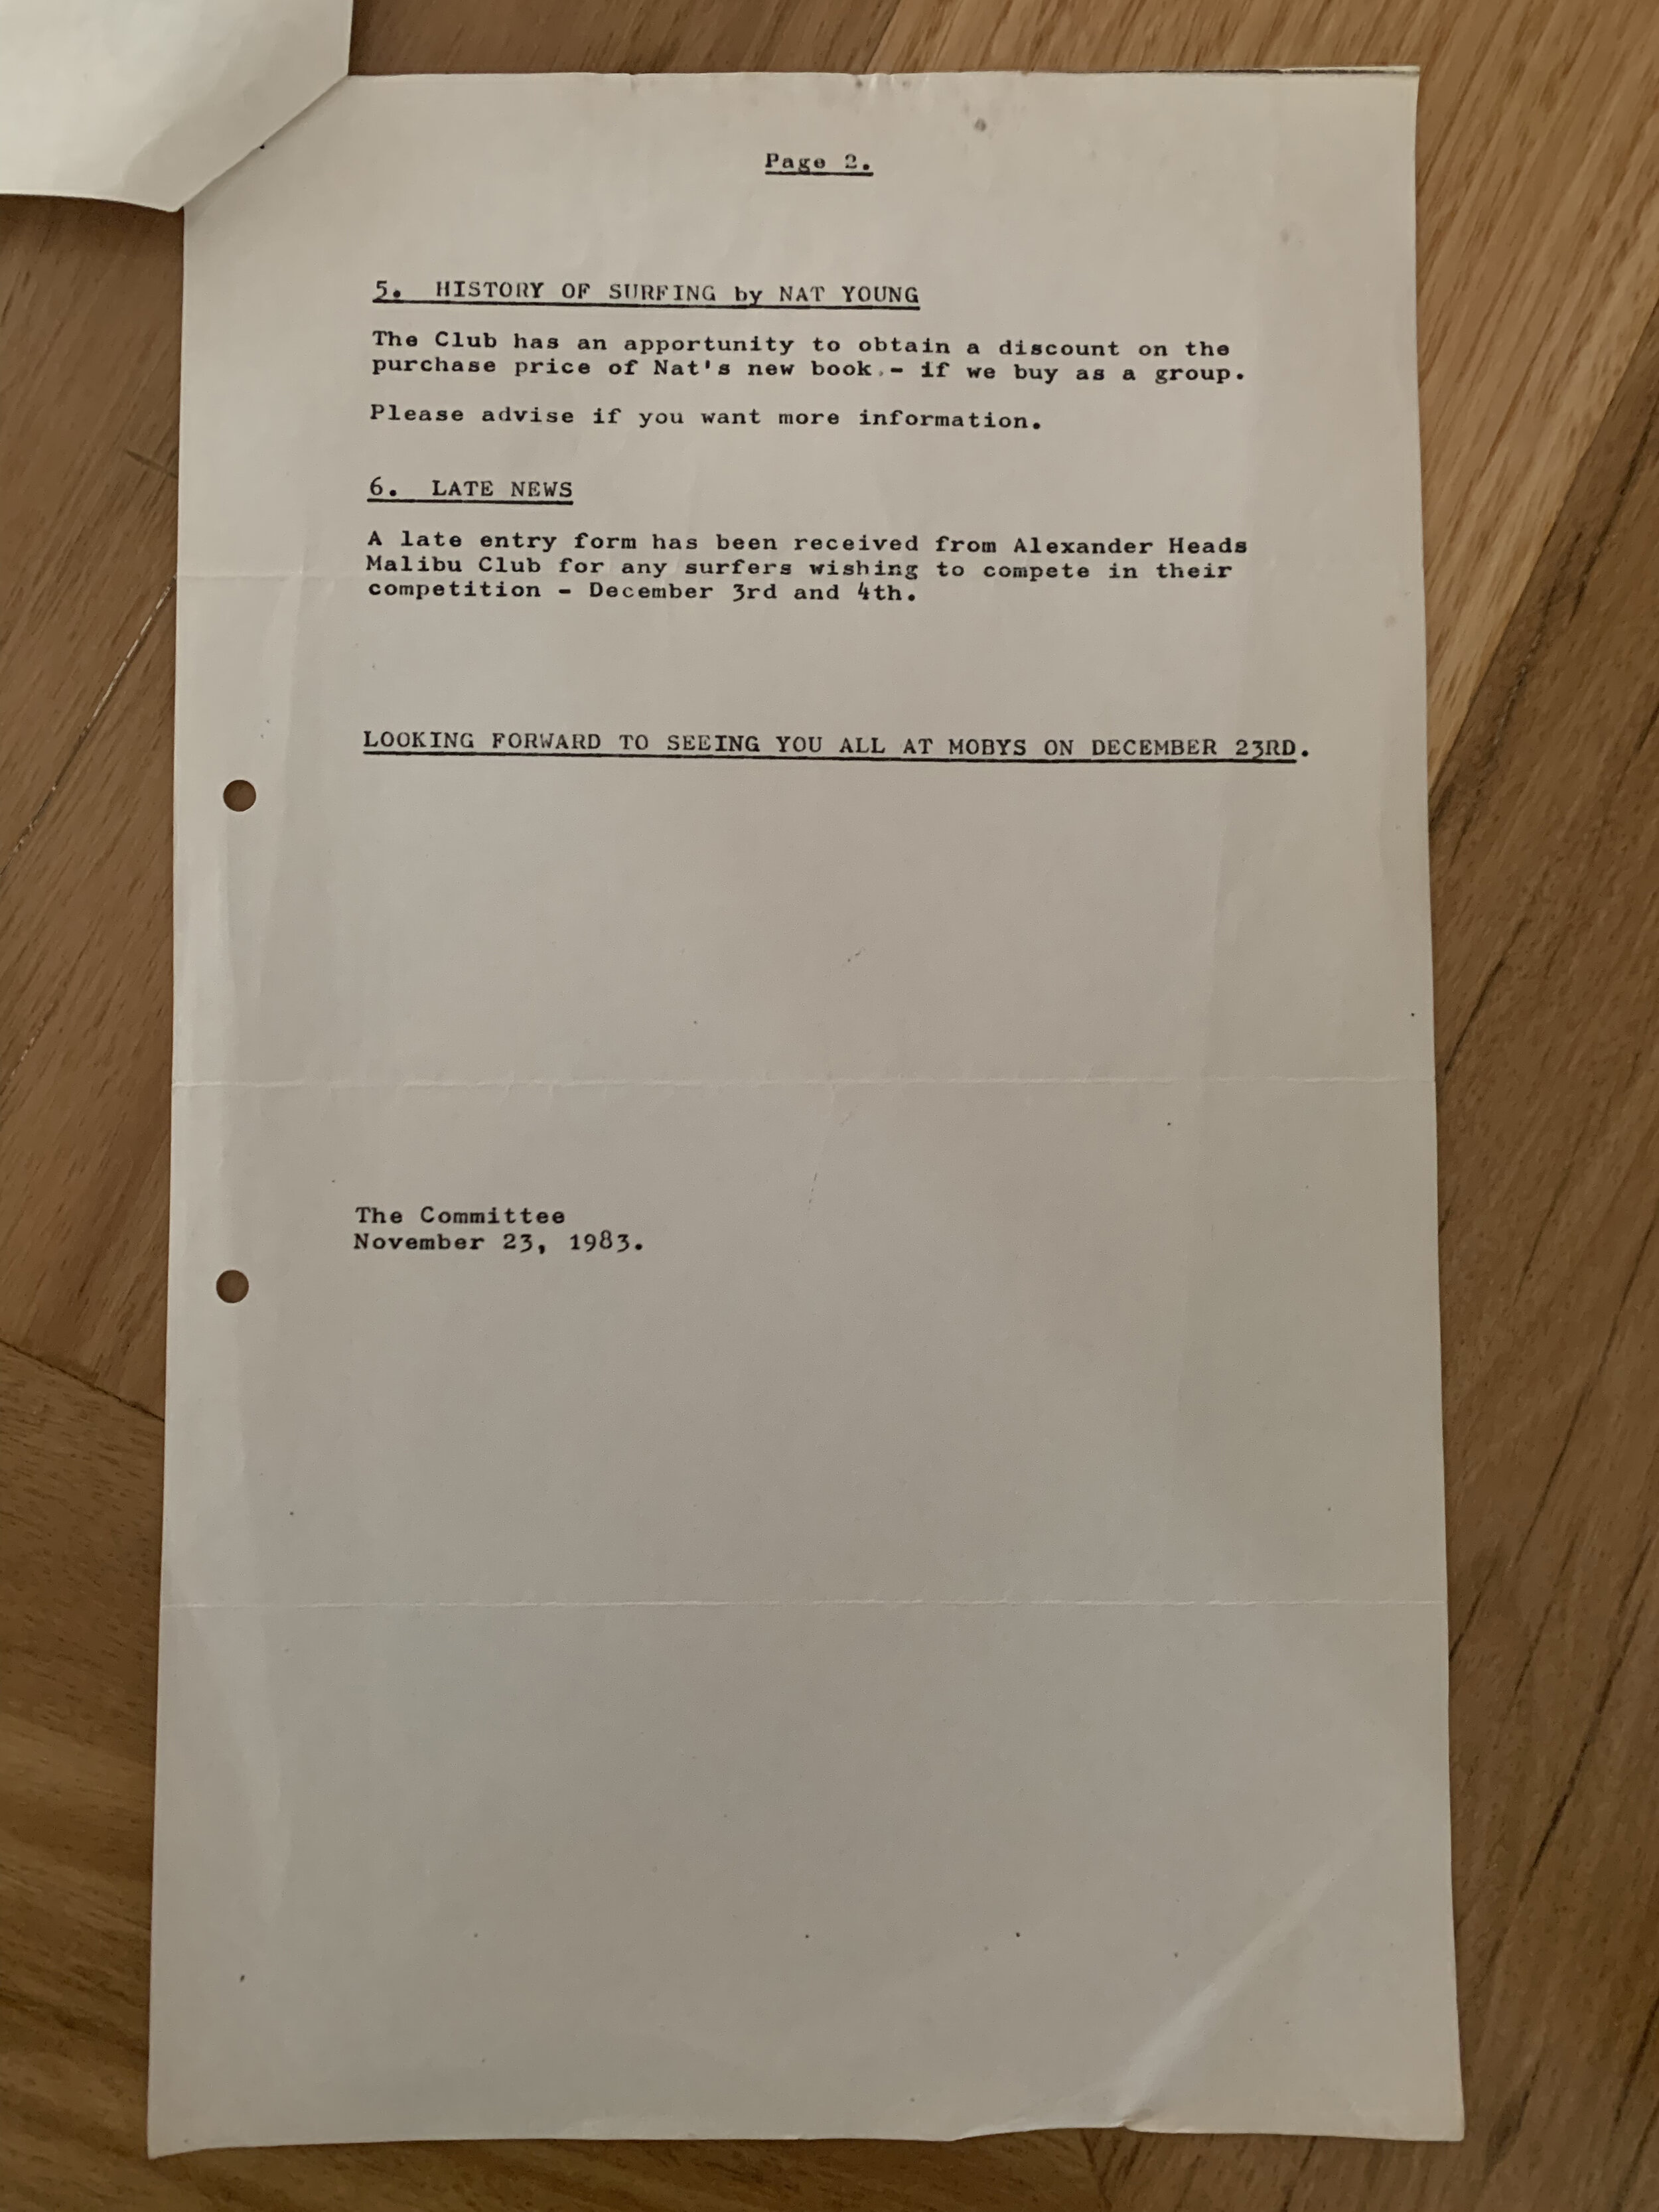 Page 2.
5. HISTORY OF SURFING by NAT YOUNG
The Club has an apportunity to obtain a discount on the
purchase price of Nat's new book.- if we buy as a group.
Please advise if you want more information.
6. LATE NEWS
A late entry form has been received from Alexander Heads
Malibu Club for any surfers wishing to compete in their
competition - December 3rd and 4th.
LOOKING FORWARD TO SEEING YOU ALL AT MOBYS ON DECEMBER 23RD.
The Committee
November 23, 1983.